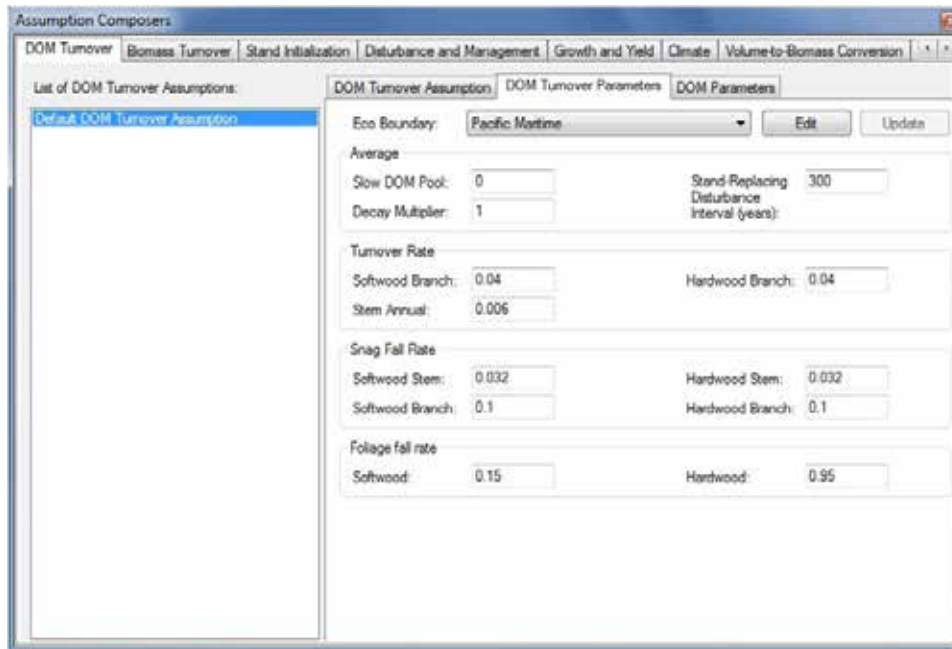 Assumption Composers
DOM Turnover Biomass Turnover Stand Initialization Disturbance and Management Growth and Yield Climate Volume-to-Biomass Conversion
List of DOM Turnover Assumptions:
Default DOM Turnover Assumption
DOM Turnover Assumption DOM Turnover Parameters DOM Parameters
Eco Boundary: Pacific Maritime Edit Update
Average
Slow DOM Pool: 0 Stand-Replacing Disturbance Interval (years): 300
Decay Multiplier: 1
Turnover Rate
Softwood Branch: 0.04 Hardwood Branch: 0.04
Stem Annual: 0.006
Snag Fall Rate
Softwood Stem: 0.032 Hardwood Stem: 0.032
Softwood Branch: 0.1 Hardwood Branch: 0.1
Foliage fall rate
Softwood: 0.15 Hardwood: 0.95